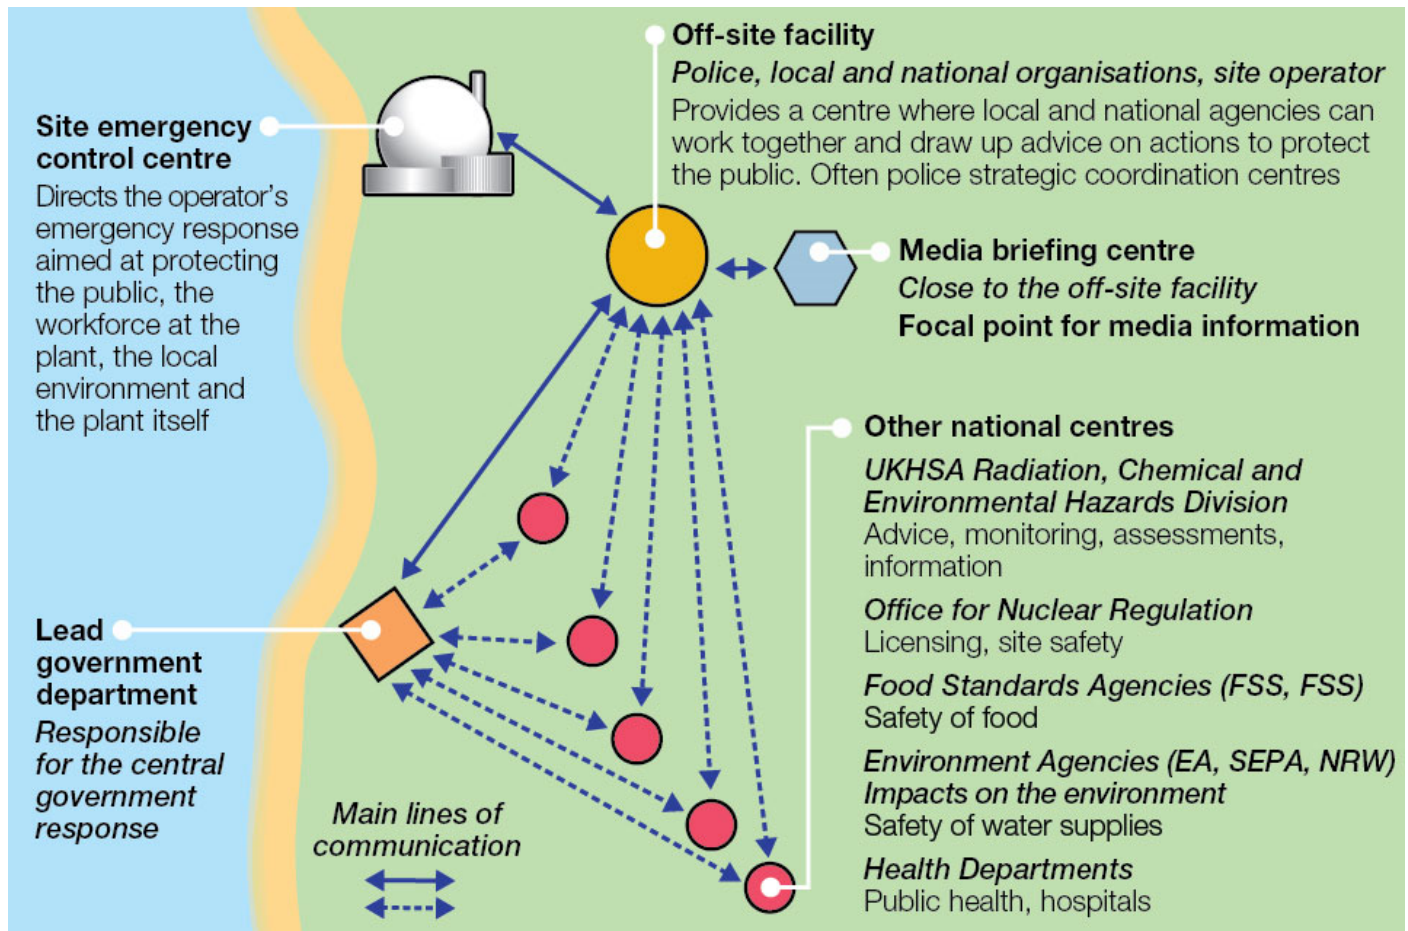 Off-site facility
Police, local and national organisations, site operator
Provides a centre where local and national agencies can
work together and draw up advice on actions to protect
the public. Often police strategic coordination centres
Site emergency
control centre
Directs the operator’s
emergency response
aimed at protecting
the public, the
workforce at the
plant, the local
environment and
the plant itself
Media briefing centre
Close to the off-site facility
Focal point for media information
Other national centres
UKHSA Radiation, Chemical and
Environmental Hazards Division
Advice, monitoring, assessments,
information
Office for Nuclear Regulation
Licensing, site safety
Food Standards Agencies (FSS, FSS)
Safety of food
Environment Agencies (EA, SEPA, NRW)
Impacts on the environment
Safety of water supplies
Health Departments
Public health, hospitals
Lead
government
department
Responsible
for the central
government
response
Main lines of
communication